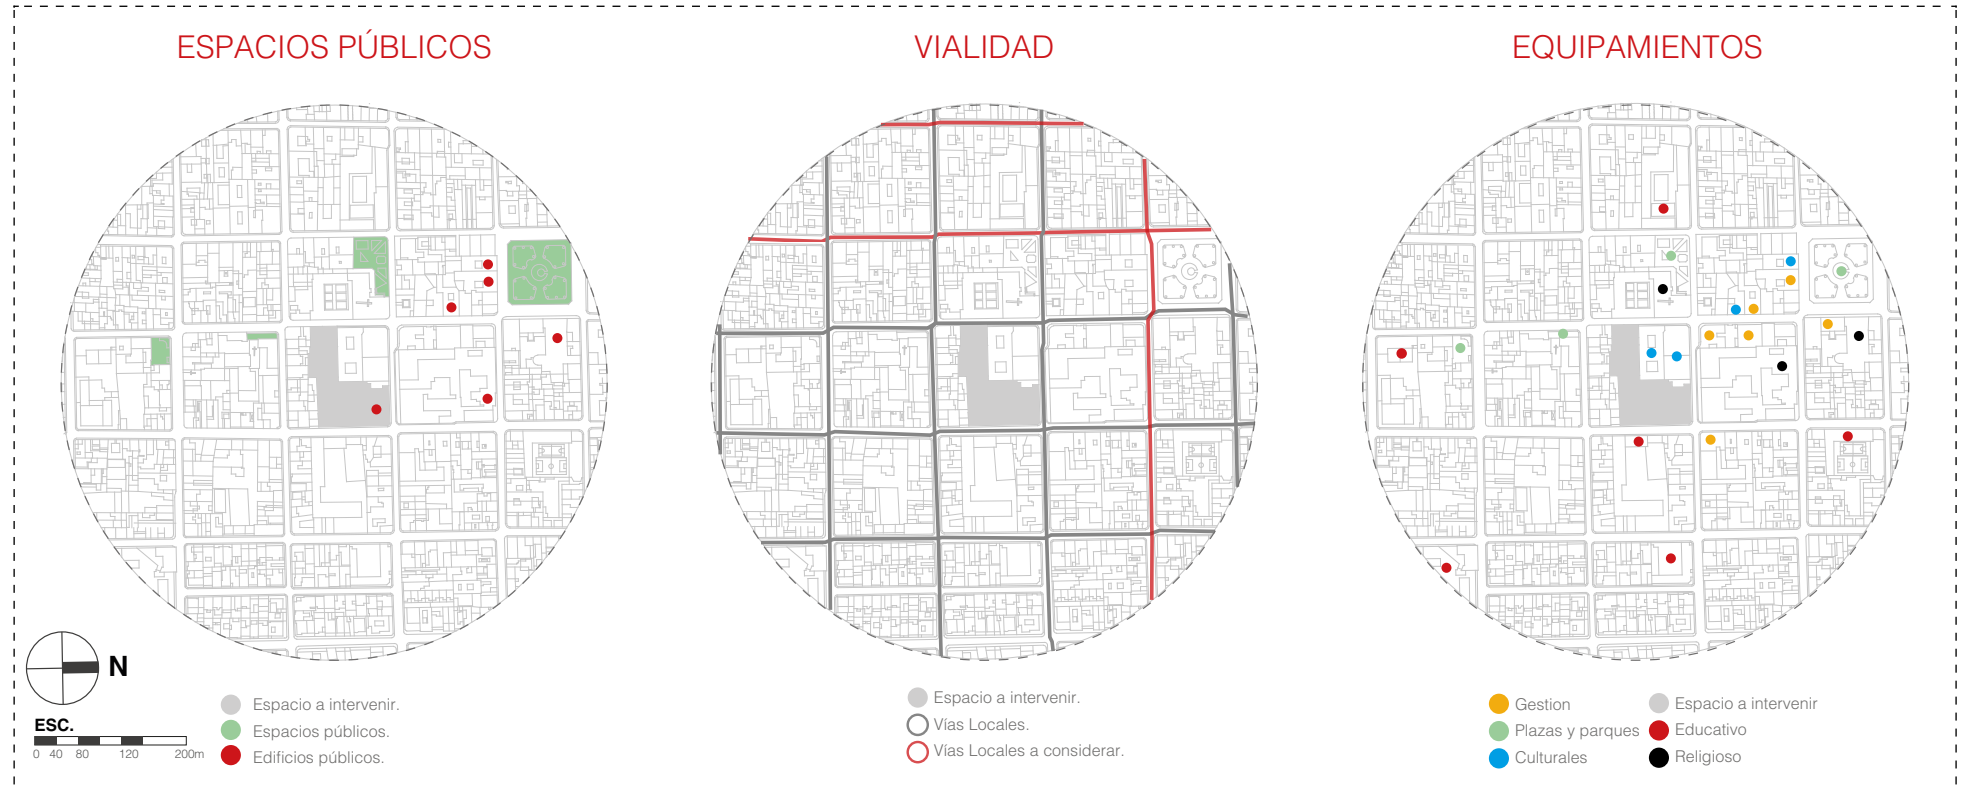 ESPACIOS PÚBLICOS
VIALIDAD
EQUIPAMIENTOS
N
ESC.
0 40 80 120 200m
Espacio a intervenir.
Espacios públicos.
Edificios públicos.
Espacio a intervenir.
Vías Locales.
Vías Locales a considerar.
Gestion
Plazas y parques
Culturales
Espacio a intervenir
Educativo
Religioso